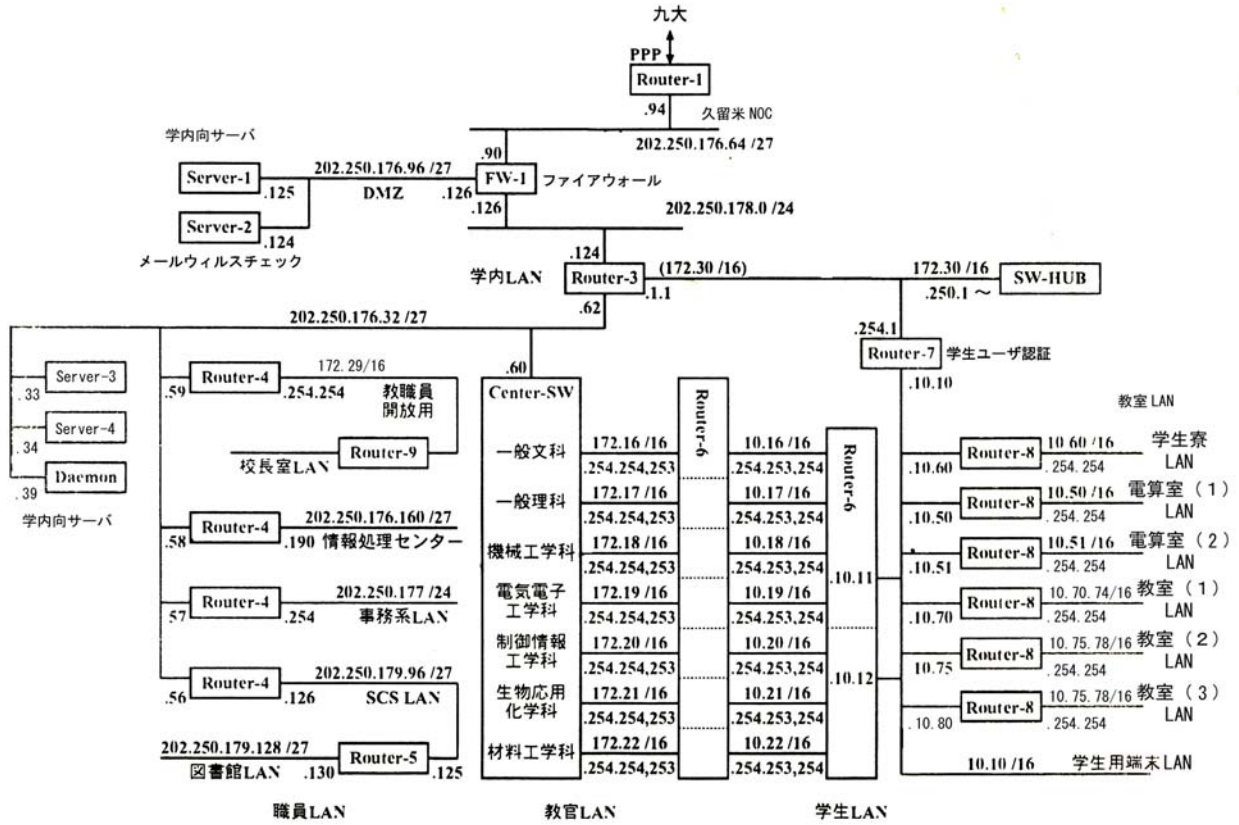 九大
PPP
Router-1
.94
久留米 NOC
202.250.176.64 /27
学内向サーバ
.90
202.250.176.96 /27
Server-1
.125
DMZ
.126
FW-1
ファイアウォール
.126
202.250.178.0 /24
Server-2
.124
メールウィルスチェック
.124
学内LAN
Router-3
(172.30 /16)
.1.1
172.30 /16
SW-HUB
.250.1 ～
.62
202.250.176.32 /27
.254.1
Router-7
学生ユーザ認証
.10.10
教室 LAN
Server-3
.33
Server-4
.34
Daemon
.39
学内向サーバ
.59
Router-4
172.29/16
.254.254
教職員
開放用
校長室LAN
Router-9
.58
Router-4
202.250.176.160 /27
.190
情報処理センター
.57
Router-4
202.250.177 /24
.254
事務系LAN
.56
Router-4
202.250.179.96 /27
.126
SCS LAN
202.250.179.128 /27
図書館LAN
.130
Router-5
.125
.60
Center-SW
Router-6
Router-6
一般文科
172.16 /16
.254.254,253
10.16 /16
.254.253,254
一般理科
172.17 /16
.254.254,253
10.17 /16
.254.253,254
機械工学科
172.18 /16
.254.254,253
10.18 /16
.254.253,254
電気電子
工学科
172.19 /16
.254.254,253
10.19 /16
.254.253,254
制御情報
工学科
172.20 /16
.254.254,253
10.20 /16
.254.253,254
生物応用
化学科
172.21 /16
.254.254,253
10.21 /16
.254.253,254
材料工学科
172.22 /16
.254.254,253
10.22 /16
.254.253,254
.10.11
.10.12
.10.60
Router-8
10.60 /16
.254.254
学生寮
LAN
.10.50
Router-8
10.50 /16
.254.254
電算室（1）
LAN
.10.51
Router-8
10.51 /16
.254.254
電算室（2）
LAN
.10.70
Router-8
10.70.74/16
.254.254
教室（1）
LAN
.10.75
Router-8
10.75.78/16
.254.254
教室（2）
LAN
.10.80
Router-8
10.75.78/16
.254.254
教室（3）
LAN
10.10 /16
学生用端末LAN
職員LAN
教官LAN
学生LAN